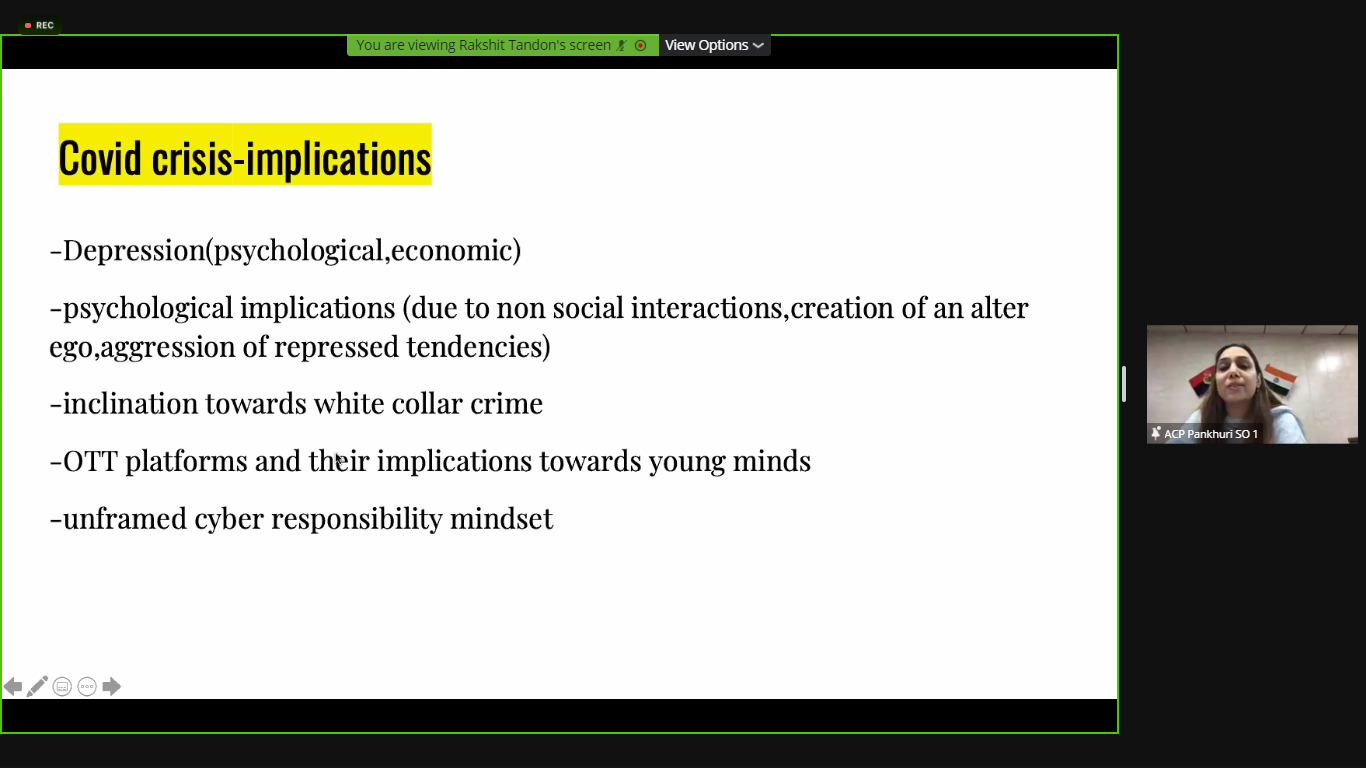 REC
You are viewing Rakshit Tandon's screen
View Options
Covid crisis-implications
-Depression(psychological,economic)
-psychological implications (due to non social interactions,creation of an alter
ego,aggression of repressed tendencies)
-inclination towards white collar crime
-OTT platforms and their implications towards young minds
-unframed cyber responsibility mindset
ACP Pankhuri SO 1